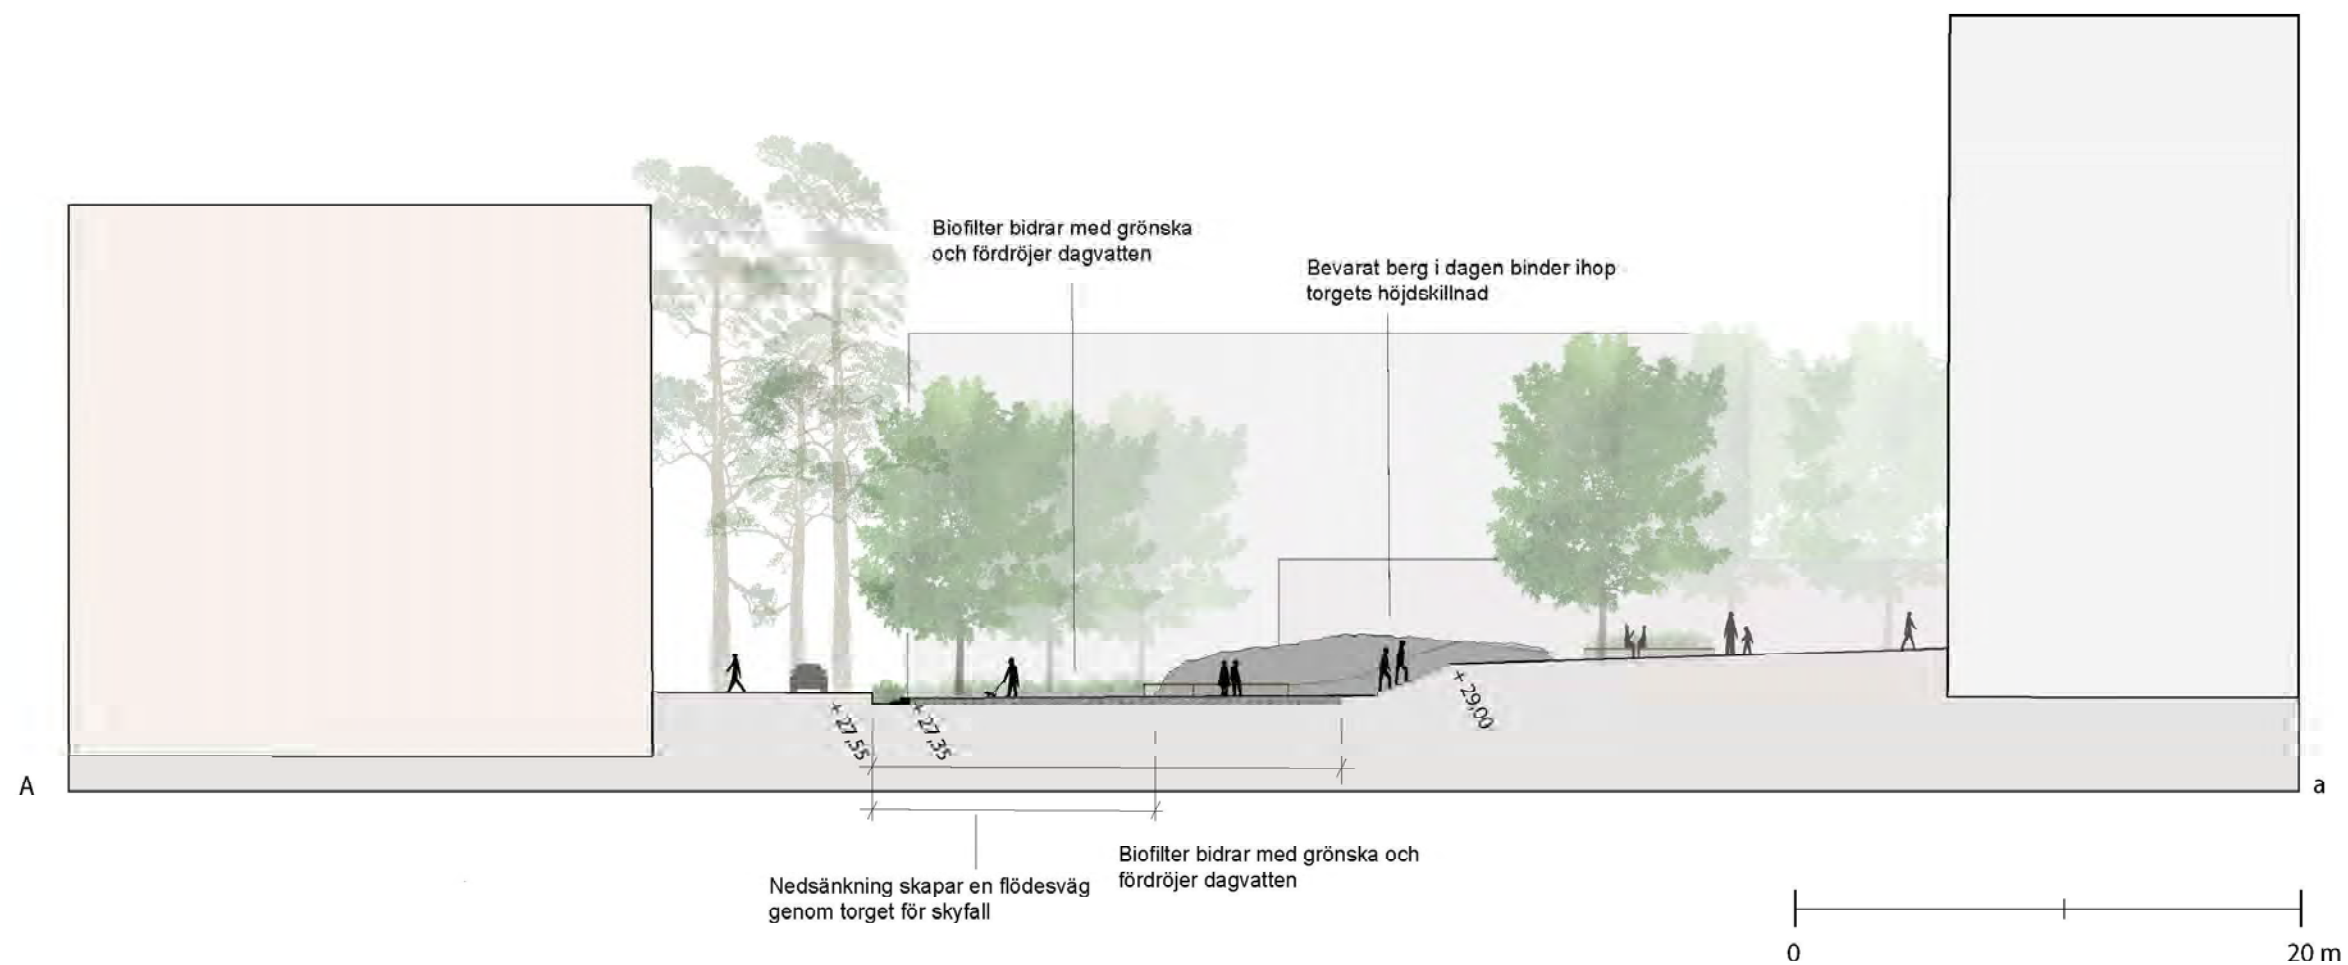 Biofilter bidrar med grönska
och fördröjer dagvatten
Bevarat berg i dagen binder ihop
torgets höjdskillnad
+ 27,55
+ 27,35
+ 29,00
A
a
Nedsänkning skapar en flödesväg
genom torget för skyfall
Biofilter bidrar med grönska och
fördröjer dagvatten
0
20 m